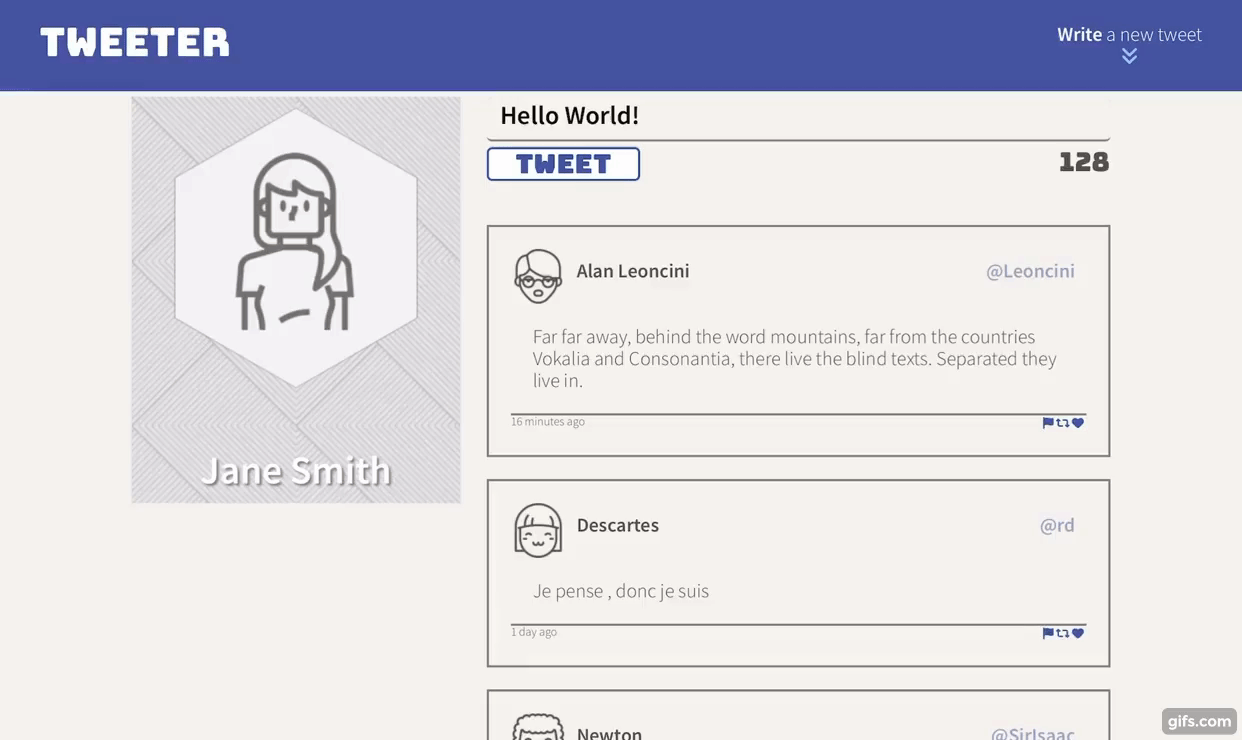 TWEETER
Write a new tweet
Hello World!
TWEET
128
Jane Smith
Alan Leoncini
@Leoncini
Far far away, behind the word mountains, far from the countries
Vokalia and Consonantia, there live the blind texts. Separated they
live in.
16 minutes ago
Descartes
@rd
Je pense , donc je suis
1 day ago
Newton
@SirIsaac
gifs.com